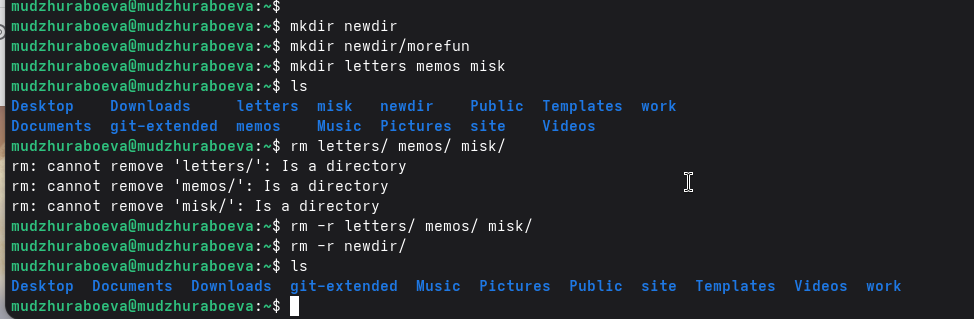 mudzhuraboeva@mudzhuraboeva:~$
mudzhuraboeva@mudzhuraboeva:~$ mkdir newdir
mudzhuraboeva@mudzhuraboeva:~$ mkdir newdir/morefun
mudzhuraboeva@mudzhuraboeva:~$ mkdir letters memos misk
mudzhuraboeva@mudzhuraboeva:~$ ls
Desktop    Downloads     letters  misk   newdir    Public  Templates  work
Documents  git-extended  memos    Music  Pictures  site    Videos
mudzhuraboeva@mudzhuraboeva:~$ rm letters/ memos/ misk/
rm: cannot remove 'letters/': Is a directory
rm: cannot remove 'memos/': Is a directory
rm: cannot remove 'misk/': Is a directory
mudzhuraboeva@mudzhuraboeva:~$ rm -r letters/ memos/ misk/
mudzhuraboeva@mudzhuraboeva:~$ rm -r newdir/
mudzhuraboeva@mudzhuraboeva:~$ ls
Desktop  Documents  Downloads  git-extended  Music  Pictures  Public  site  Templates  Videos  work
mudzhuraboeva@mudzhuraboeva:~$